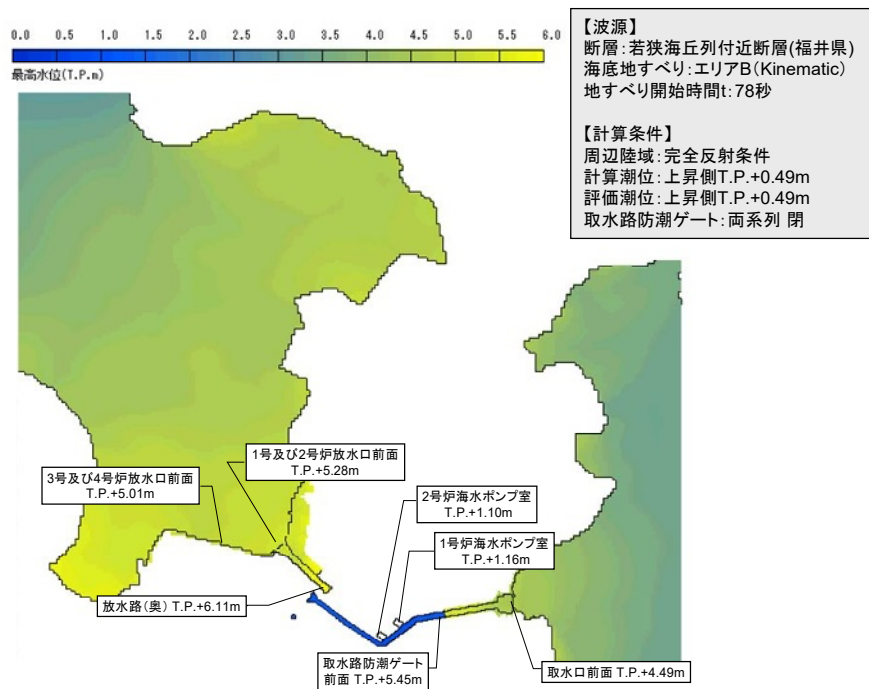 0.0 0.5 1.0 1.5 2.0 2.5 3.0 3.5 4.0 4.5 5.0 5.5 6.0
最高水位(T.P.m)
【波源】
断層:若狭海丘列付近断層(福井県)
海底地すべり:エリアB(Kinematic)
地すべり開始時間t:78秒
【計算条件】
周辺陸域:完全反射条件
計算潮位:上昇側T.P.+0.49m
評価潮位:上昇側T.P.+0.49m
取水路防潮ゲート:両系列 閉
1号及び2号炉放水口前面
T.P.+5.28m
3号及び4号炉放水口前面
T.P.+5.01m
2号炉海水ポンプ室
T.P.+1.10m
1号炉海水ポンプ室
T.P.+1.16m
放水路(奥) T.P.+6.11m
取水路防潮ゲート
前面 T.P.+5.45m
取水口前面 T.P.+4.49m